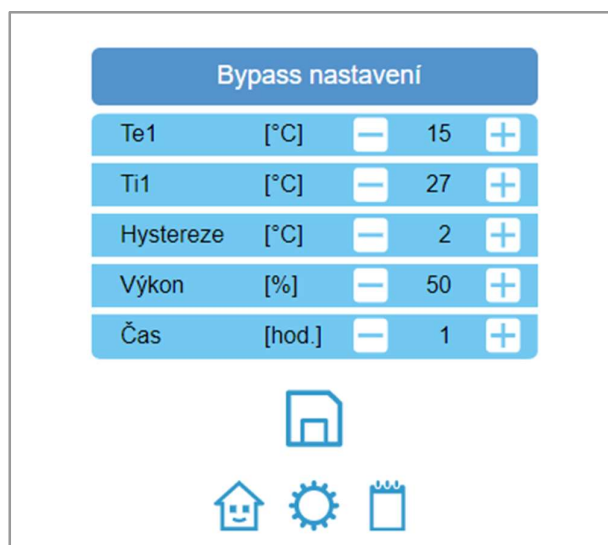 Bypass nastavení
Te1 [°C] 15
Ti1 [°C] 27
Hystereze [°C] 2
Výkon [%] 50
Čas [hod.] 1